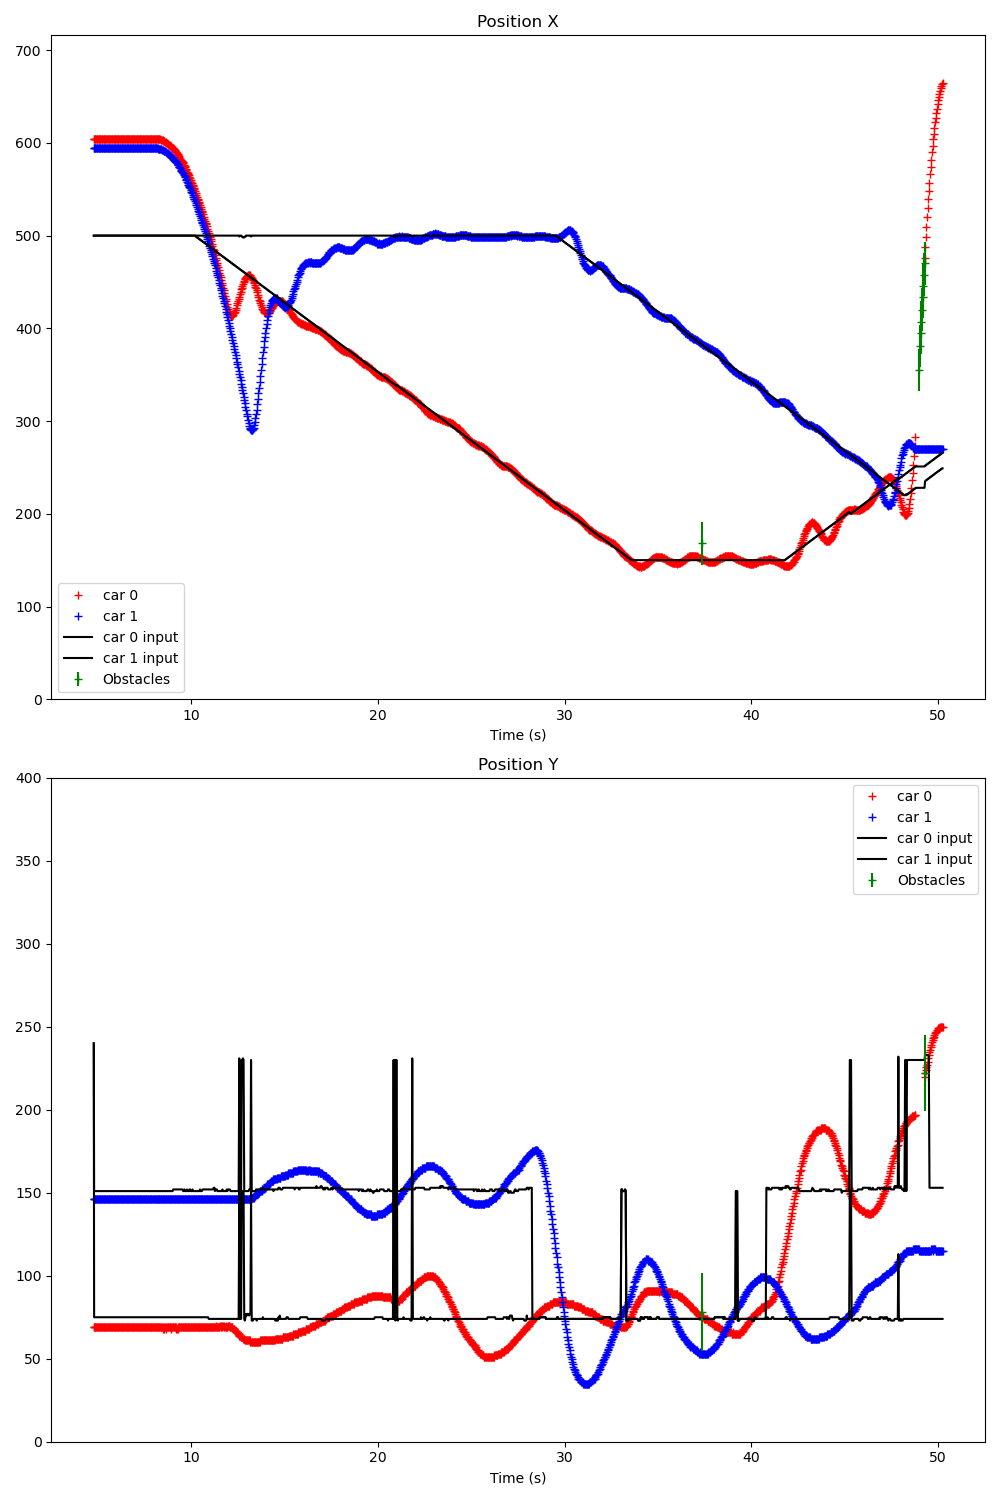 Position X
700
600
500
400
300
200
100
0
car 0
car 1
car 0 input
car 1 input
Obstacles
10 20 30 40 50
Time (s)
Position Y
400
350
300
250
200
150
100
50
0
car 0
car 1
car 0 input
car 1 input
Obstacles
10 20 30 40 50
Time (s)